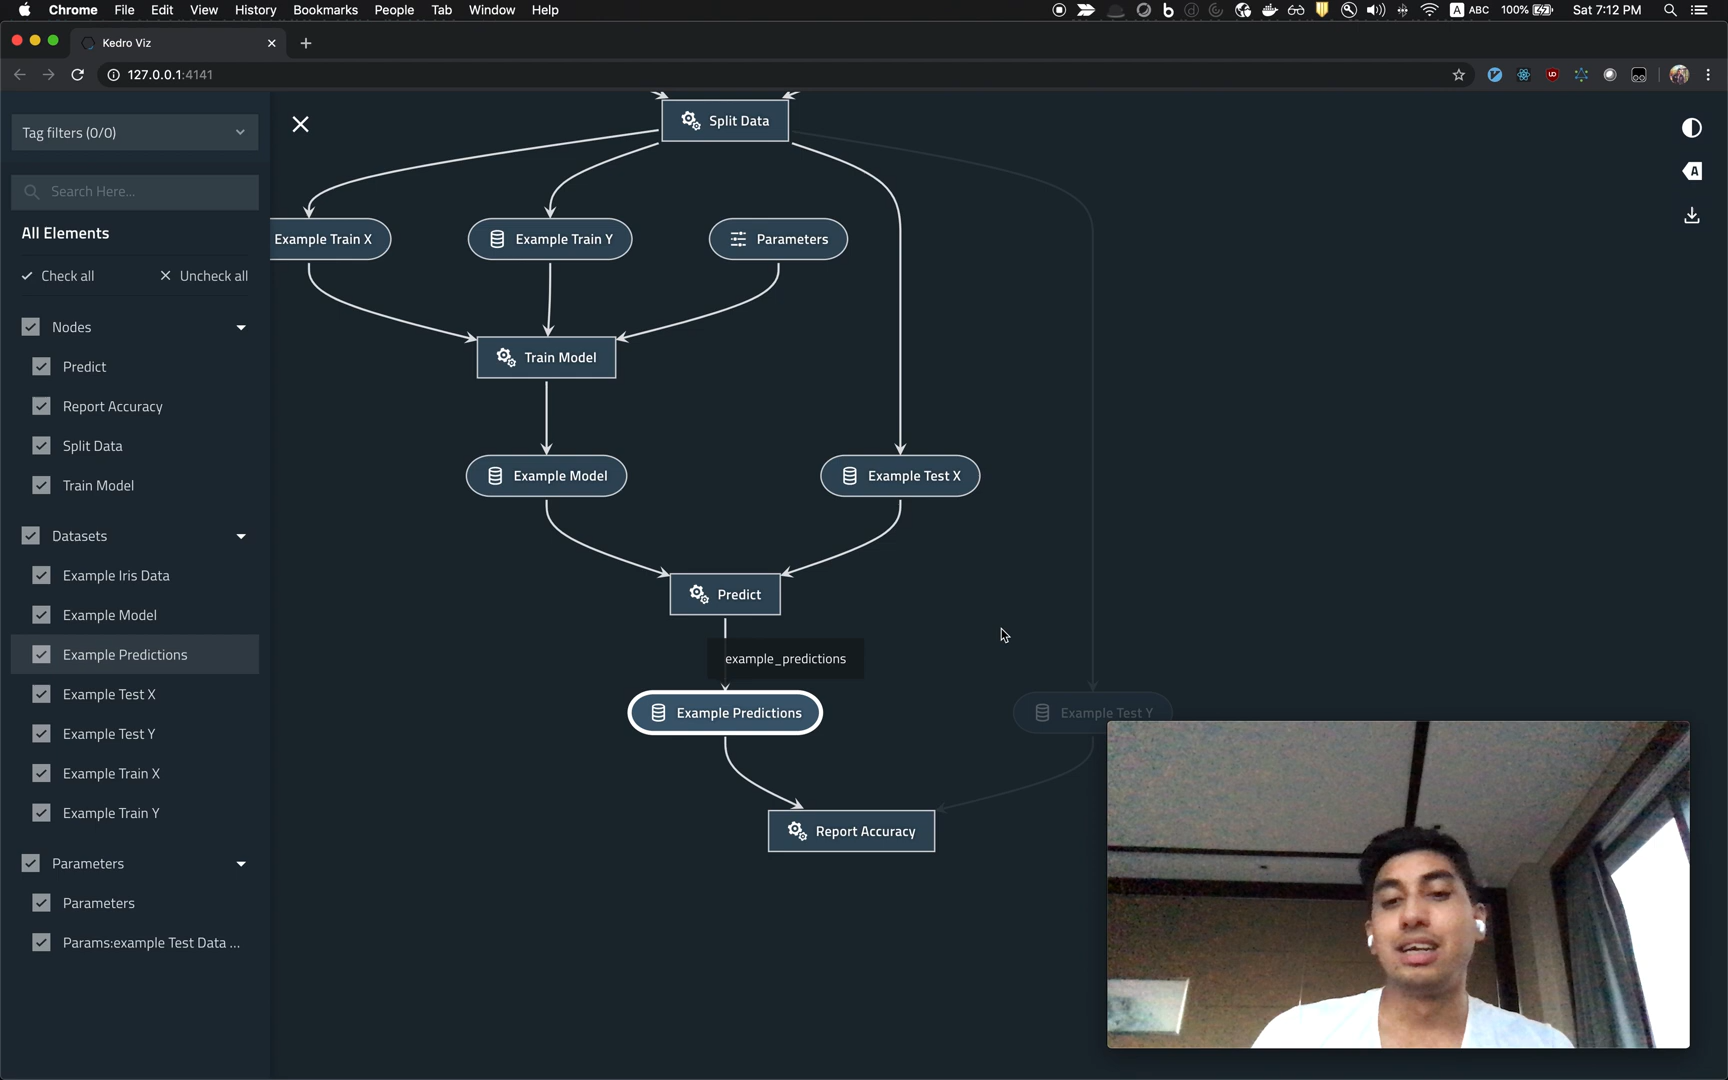 Chrome File Edit View History Bookmarks People Tab Window Help
A ABC 100% Sat 7:12 PM
Kedro Viz
127.0.0.1:4141
Tag filters (0/0)
Search Here...
All Elements
Check all
Uncheck all
Nodes
Predict
Report Accuracy
Split Data
Train Model
Datasets
Example Iris Data
Example Model
Example Predictions
Example Test X
Example Test Y
Example Train X
Example Train Y
Parameters
Parameters
Params:example Test Data ...
Split Data
Example Train X
Example Train Y
Parameters
Train Model
Example Model
Example Test X
Predict
example_predictions
Example Predictions
Example Test Y
Report Accuracy
A